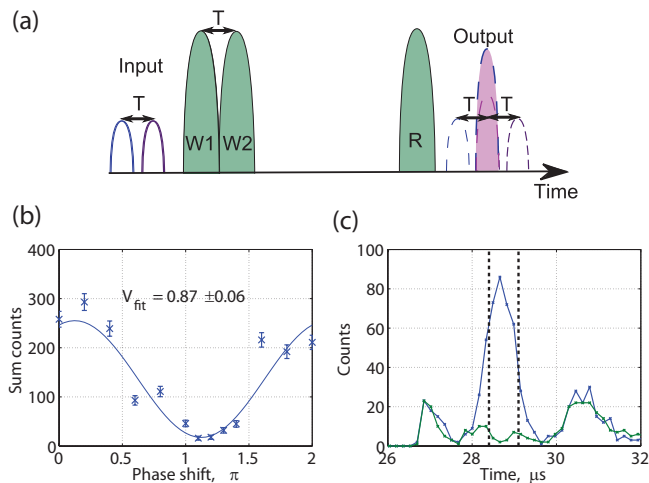 (a)
T
Input
T
W1 W2
R
Output
T T
Time
(b)
400
300
200
100
0
Sum counts
V_fit = 0.87 ±0.06
0 0.5 1 1.5 2
Phase shift, π
(c)
100
80
60
40
20
0
Counts
26 28 30 32
Time, μs